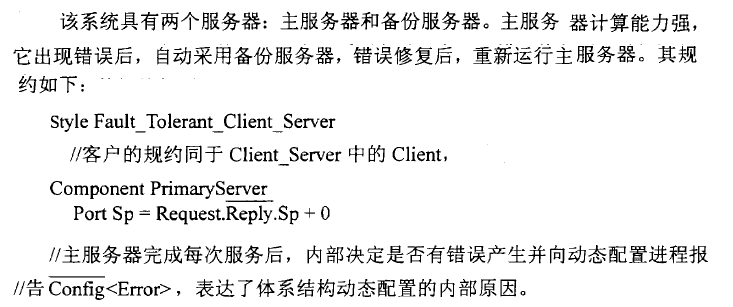 该系统具有两个服务器：主服务器和备份服务器。主服务 器计算能力强，
它出现错误后，自动采用备份服务器，错误修复后，重新运行主服务器。其规
约如下：
Style Fault_Tolerant_Client_Server
//客户的规约同于 Client_Server 中的 Client，
Component PrimaryServer
Port Sp = Request.Reply.Sp + 0
//主服务器完成每次服务后，内部决定是否有错误产生并向动态配置进程报
//告 Config<Error>，表达了体系结构动态配置的内部原因。